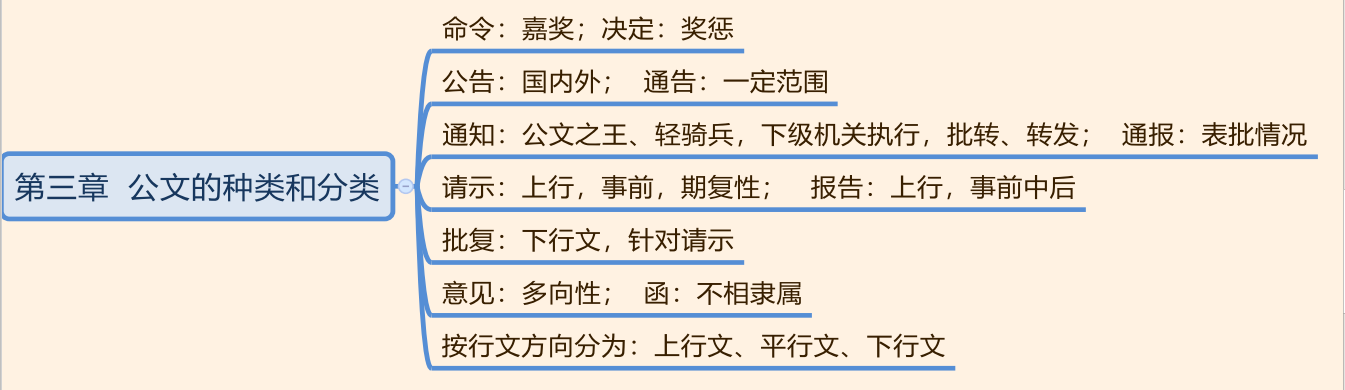 命令：嘉奖；决定：奖惩
公告：国内外； 通告：一定范围
通知：公文之王、轻骑兵，下级机关执行，批转、转发； 通报：表批情况
第三章 公文的种类和分类
请示：上行，事前，期复性； 报告：上行，事前中后
批复：下行文，针对请示
意见：多向性； 函：不相隶属
按行文方向分为：上行文、平行文、下行文